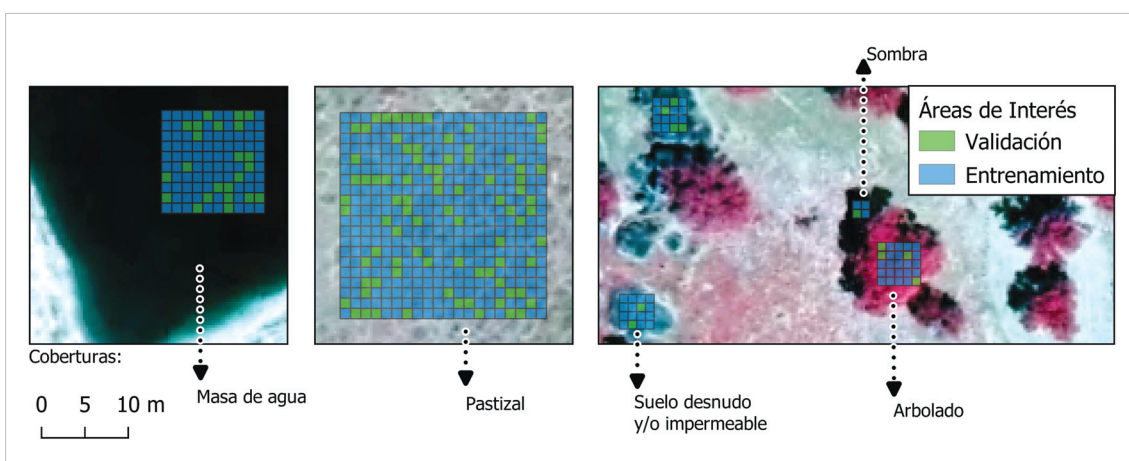 Sombra
Áreas de Interés
Validación
Entrenamiento
Coberturas:
0 5 10 m
Masa de agua
Pastizal
Suelo desnudo
y/o impermeable
Arbolado